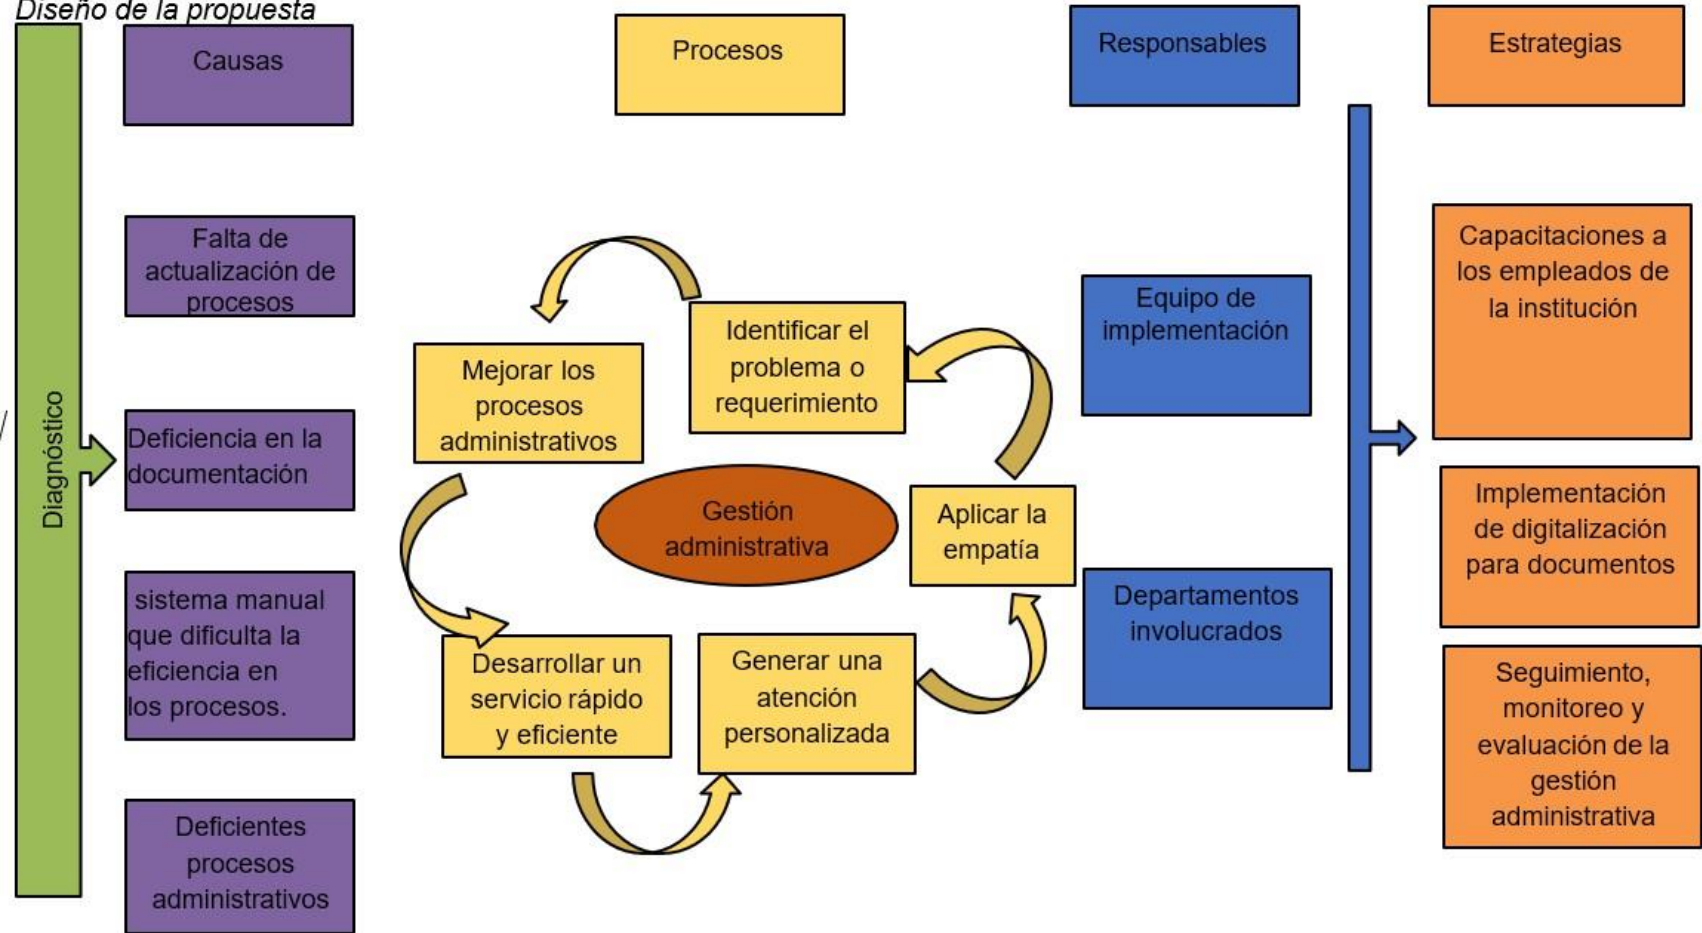 Diseño de la propuesta
Causas
Procesos
Responsables
Estrategias
Diagnóstico
Falta de
actualización de
procesos
Deficiencia en la
documentación
sistema manual
que dificulta la
eficiencia en
los procesos.
Deficientes
procesos
administrativos
Identificar el
problema o
requerimiento
Mejorar los
procesos
administrativos
Gestión
administrativa
Aplicar la
empatía
Desarrollar un
servicio rápido
y eficiente
Generar una
atención
personalizada
Equipo de
implementación
Departamentos
involucrados
Capacitaciones a
los empleados de
la institución
Implementación
de digitalización
para documentos
Seguimiento,
monitoreo y
evaluación de la
gestión
administrativa